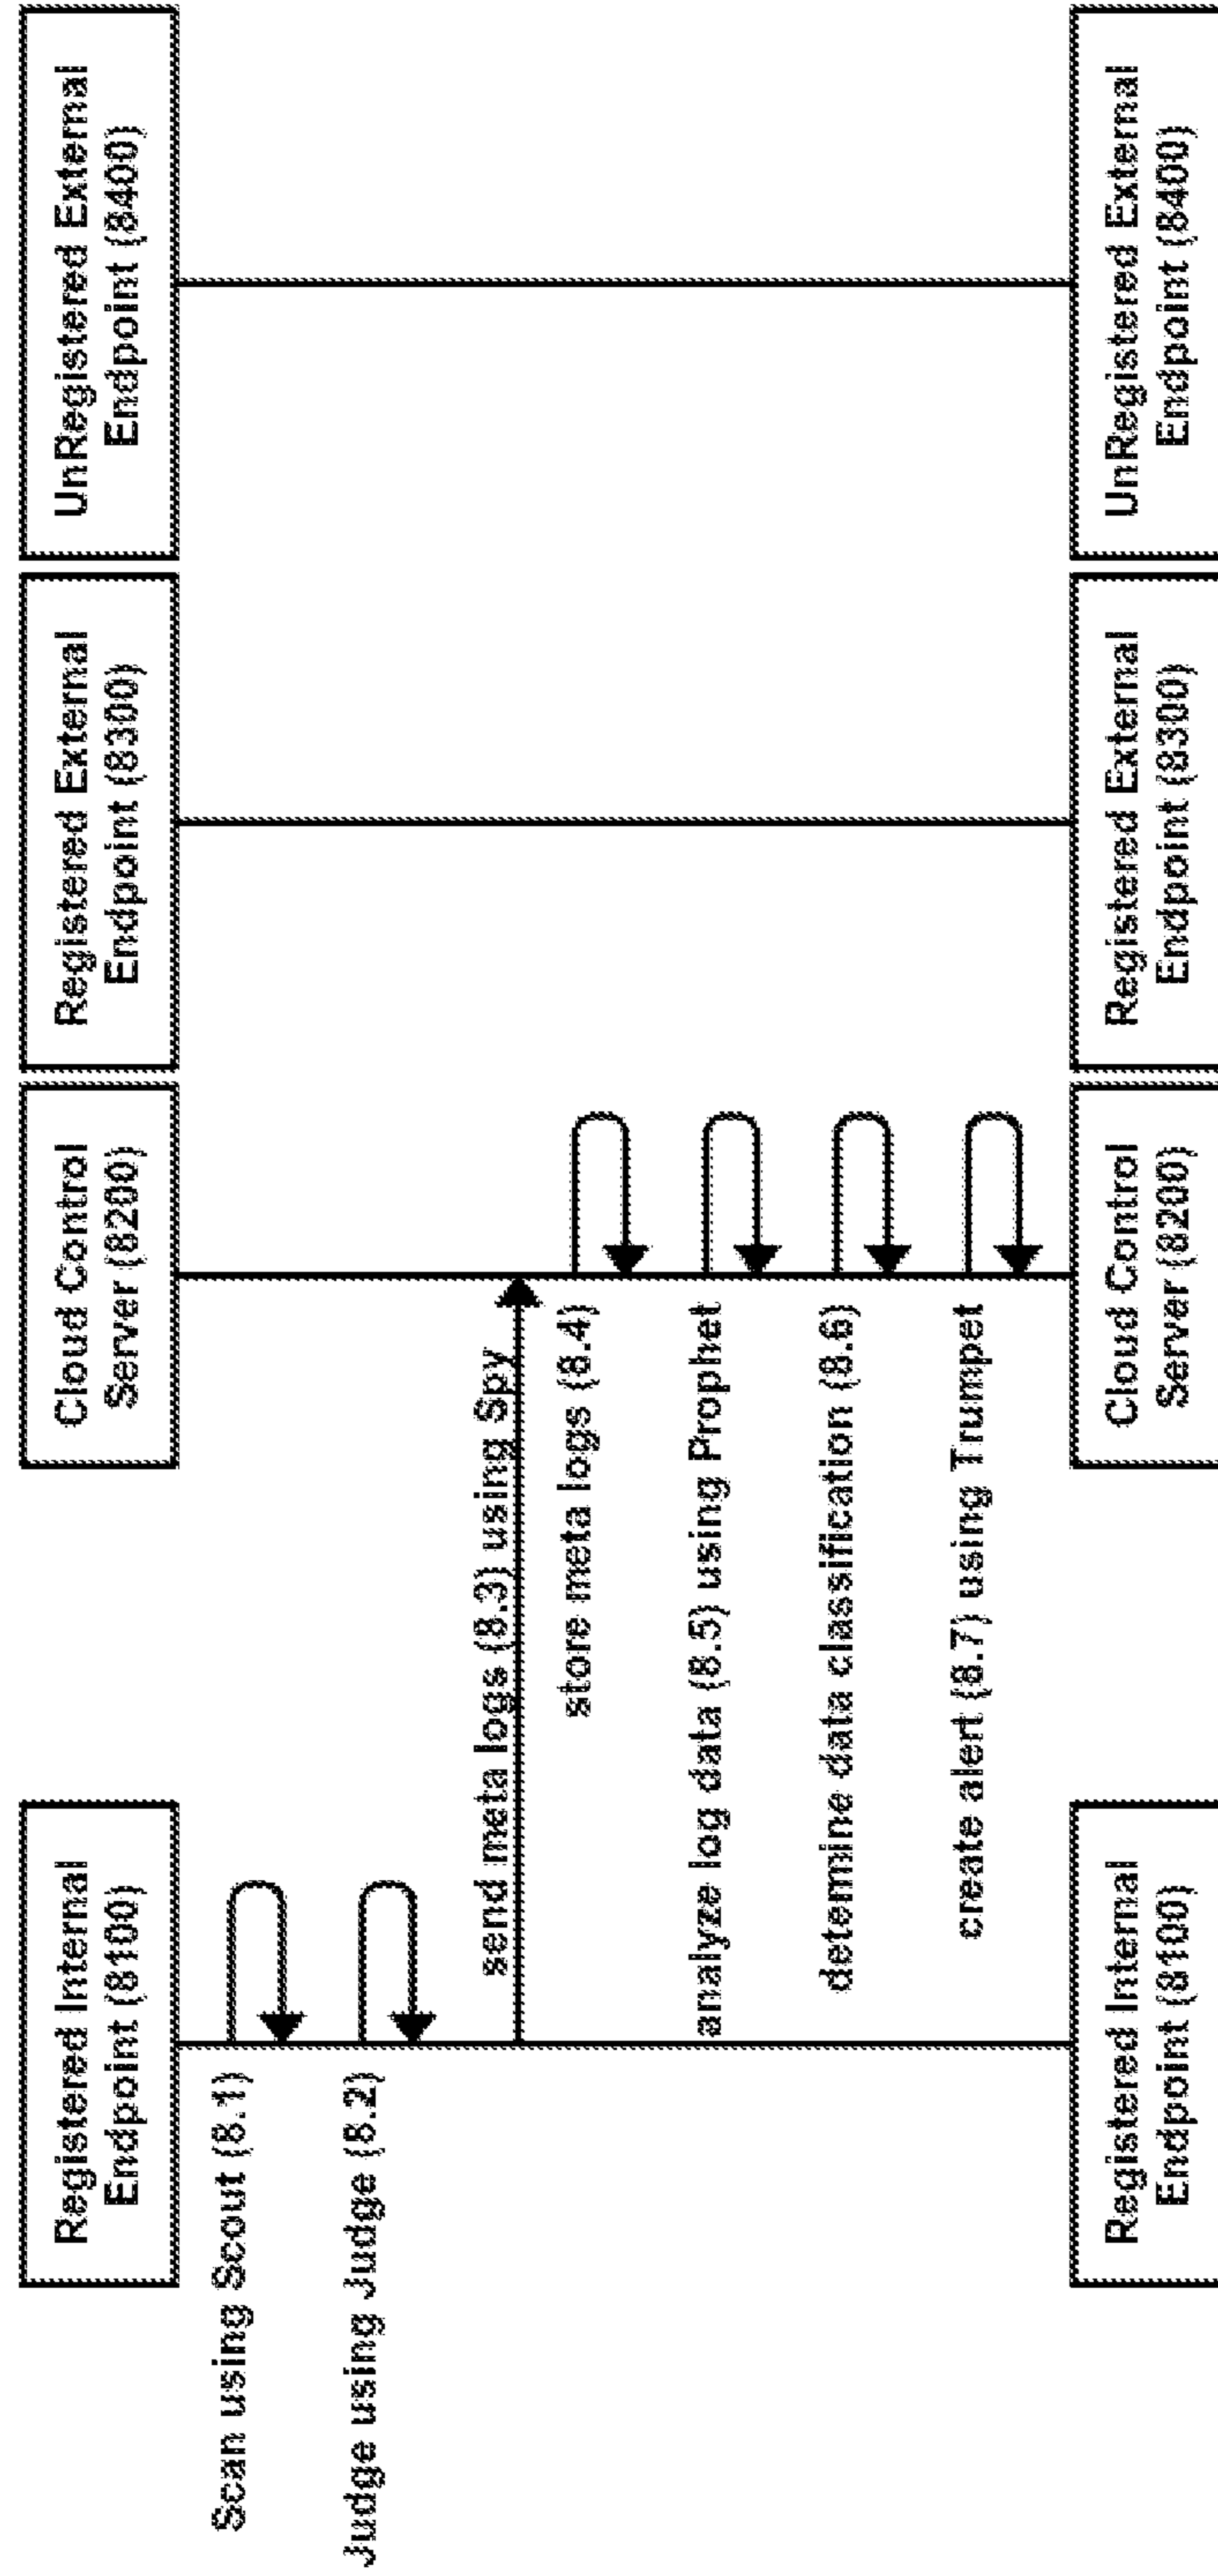 Registered Internal
Endpoint (8100)
Cloud Control
Server (8200)
Registered External
Endpoint (8300)
UnRegistered External
Endpoint (8400)
Scan using Scout (8.1)
Judge using Judge (8.2)
send meta logs (8.3) using Spy
store meta logs (8.4)
analyze log data (8.5) using Prophet
detemine data classification (8.6)
create alert (8.7) using Trumpet
Registered Internal
Endpoint (8100)
Cloud Control
Server (8200)
Registered External
Endpoint (8300)
UnRegistered External
Endpoint (8400)